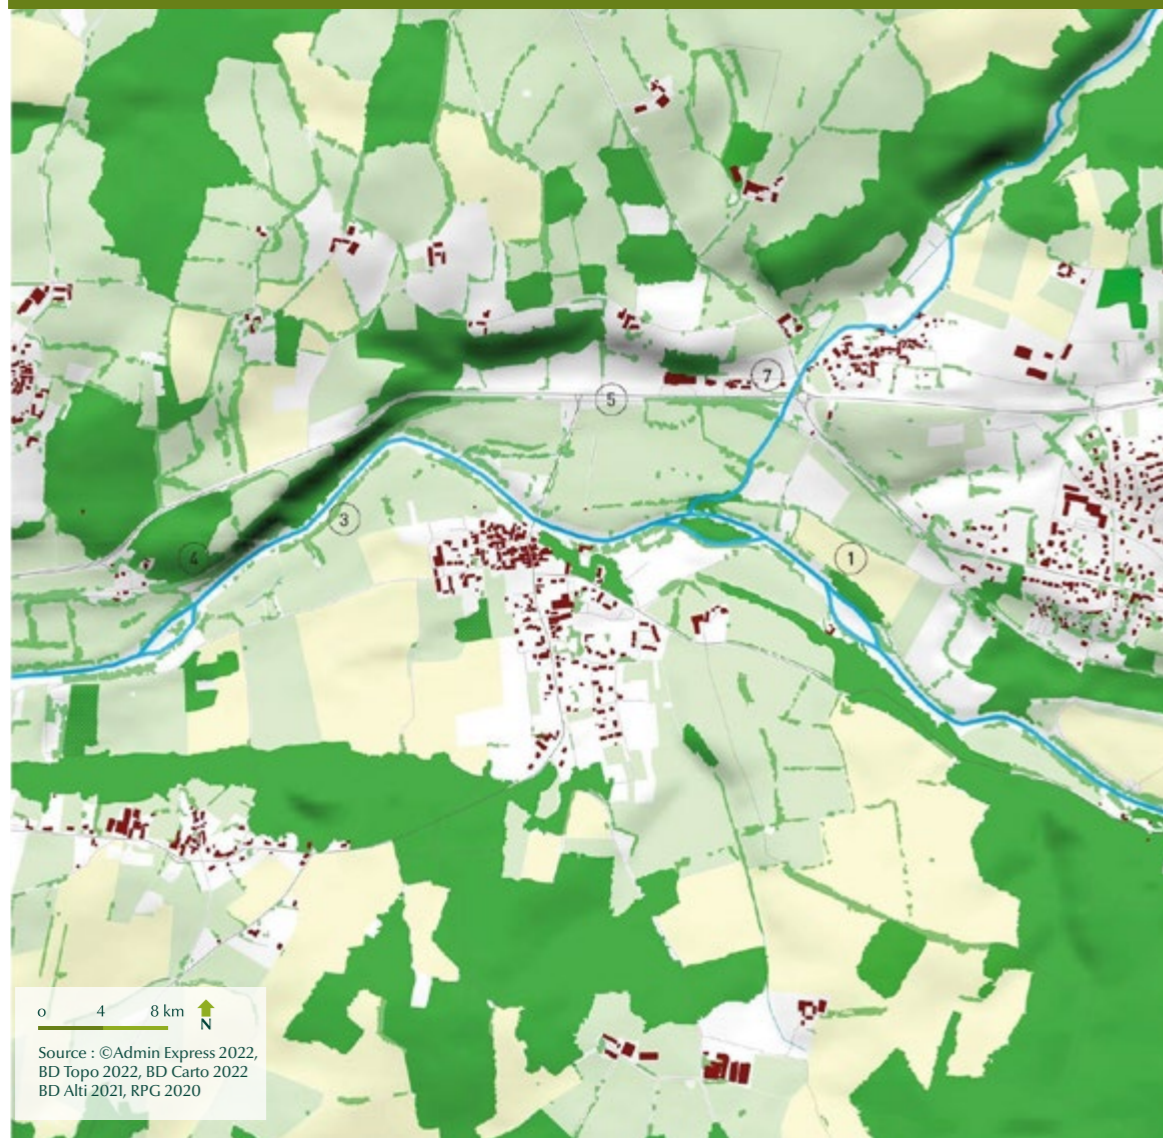 7
5
3
4
1
o 4 8 km
N
Source : ©Admin Express 2022,
BD Topo 2022, BD Carto 2022
BD Alti 2021, RPG 2020